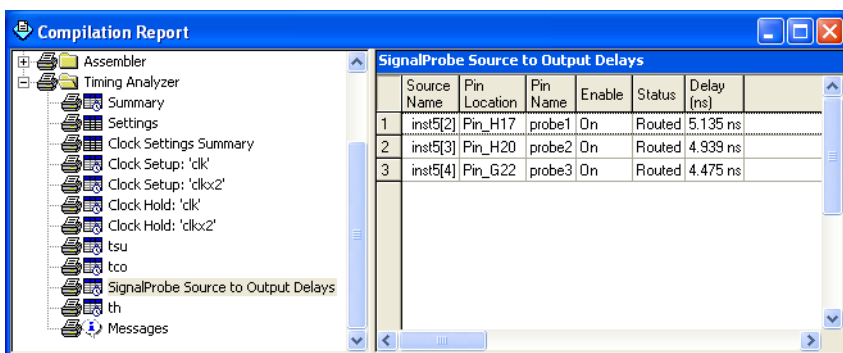 Compilation Report
Assembler
Timing Analyzer
Summary
Settings
Clock Settings Summary
Clock Setup: 'clk'
Clock Setup: 'clkx2'
Clock Hold: 'clk'
Clock Hold: 'clkx2'
tsu
tco
SignalProbe Source to Output Delays
th
Messages
SignalProbe Source to Output Delays
Source Name Pin Location Pin Name Enable Status Delay (ns)
1 inst5[2] Pin_H17 probe1 On Routed 5.135 ns
2 inst5[3] Pin_H20 probe2 On Routed 4.939 ns
3 inst5[4] Pin_G22 probe3 On Routed 4.475 ns